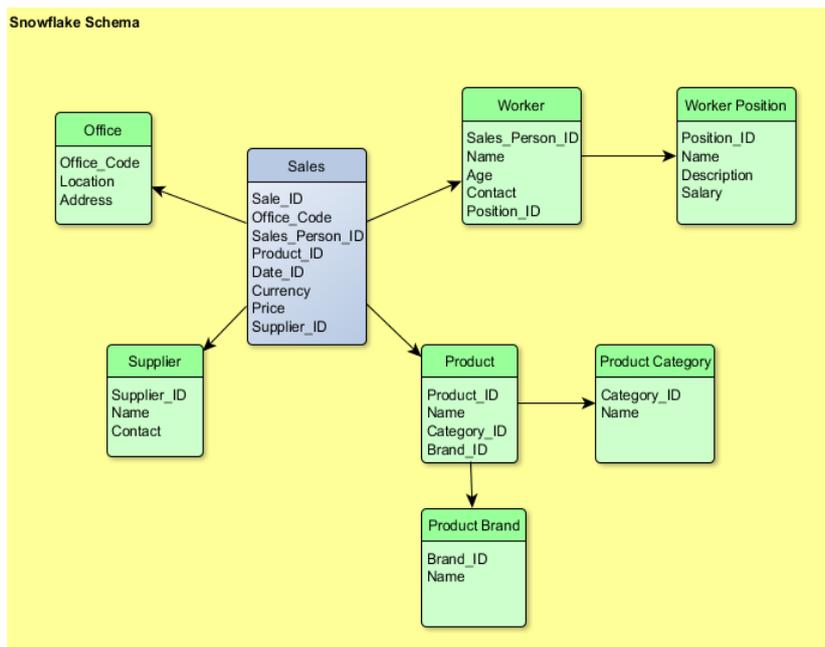 Snowflake Schema
Office
Office_Code
Location
Address
Sales
Sale_ID
Office_Code
Sales_Person_ID
Product_ID
Date_ID
Currency
Price
Supplier_ID
Worker
Sales_Person_ID
Name
Age
Contact
Position_ID
Worker Position
Position_ID
Name
Description
Salary
Supplier
Supplier_ID
Name
Contact
Product
Product_ID
Name
Category_ID
Brand_ID
Product Category
Category_ID
Name
Product Brand
Brand_ID
Name